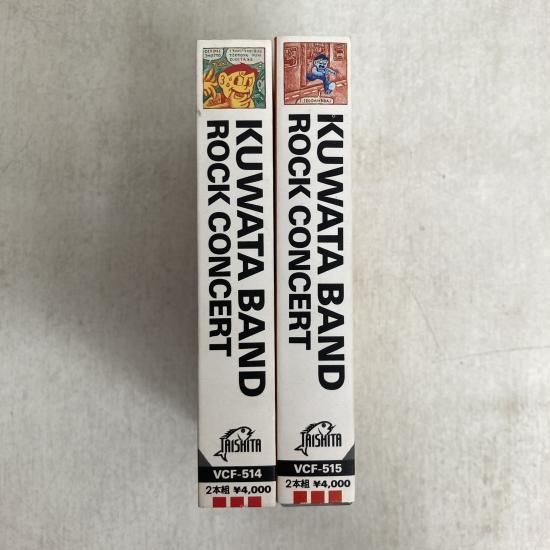 KUWATA BAND
ROCK CONCERT
TAISHITA
VCF-514
2本組 ¥4,000
KUWATA BAND
ROCK CONCERT
TAISHITA
VCF-515
2本組 ¥4,000